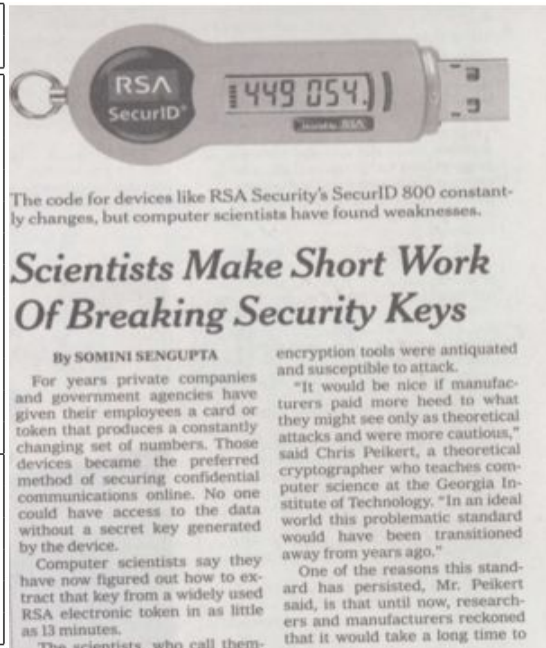 RSA
SecurID®
449 054
The code for devices like RSA Security's SecurID 800 constant-
ly changes, but computer scientists have found weaknesses.
Scientists Make Short Work
Of Breaking Security Keys
By SOMINI SENGUPTA
For years private companies
and government agencies have
given their employees a card or
token that produces a constantly
changing set of numbers. Those
devices became the preferred
method of securing confidential
communications online. No one
could have access to the data
without a secret key generated
by the device.
Computer scientists say they
have now figured out how to ex-
tract that key from a widely used
RSA electronic token in as little
as 13 minutes.
The scientists, who call them-
encryption tools were antiquated
and susceptible to attack.
"It would be nice if manufac-
turers paid more heed to what
they might see only as theoretical
attacks and were more cautious,"
said Chris Peikert, a theoretical
cryptographer who teaches com-
puter science at the Georgia In-
stitute of Technology. "In an ideal
world this problematic standard
would have been transitioned
away from years ago."
One of the reasons this stand-
ard has persisted, Mr. Peikert
said, is that until now, research-
ers and manufacturers reckoned
that it would take a long time to